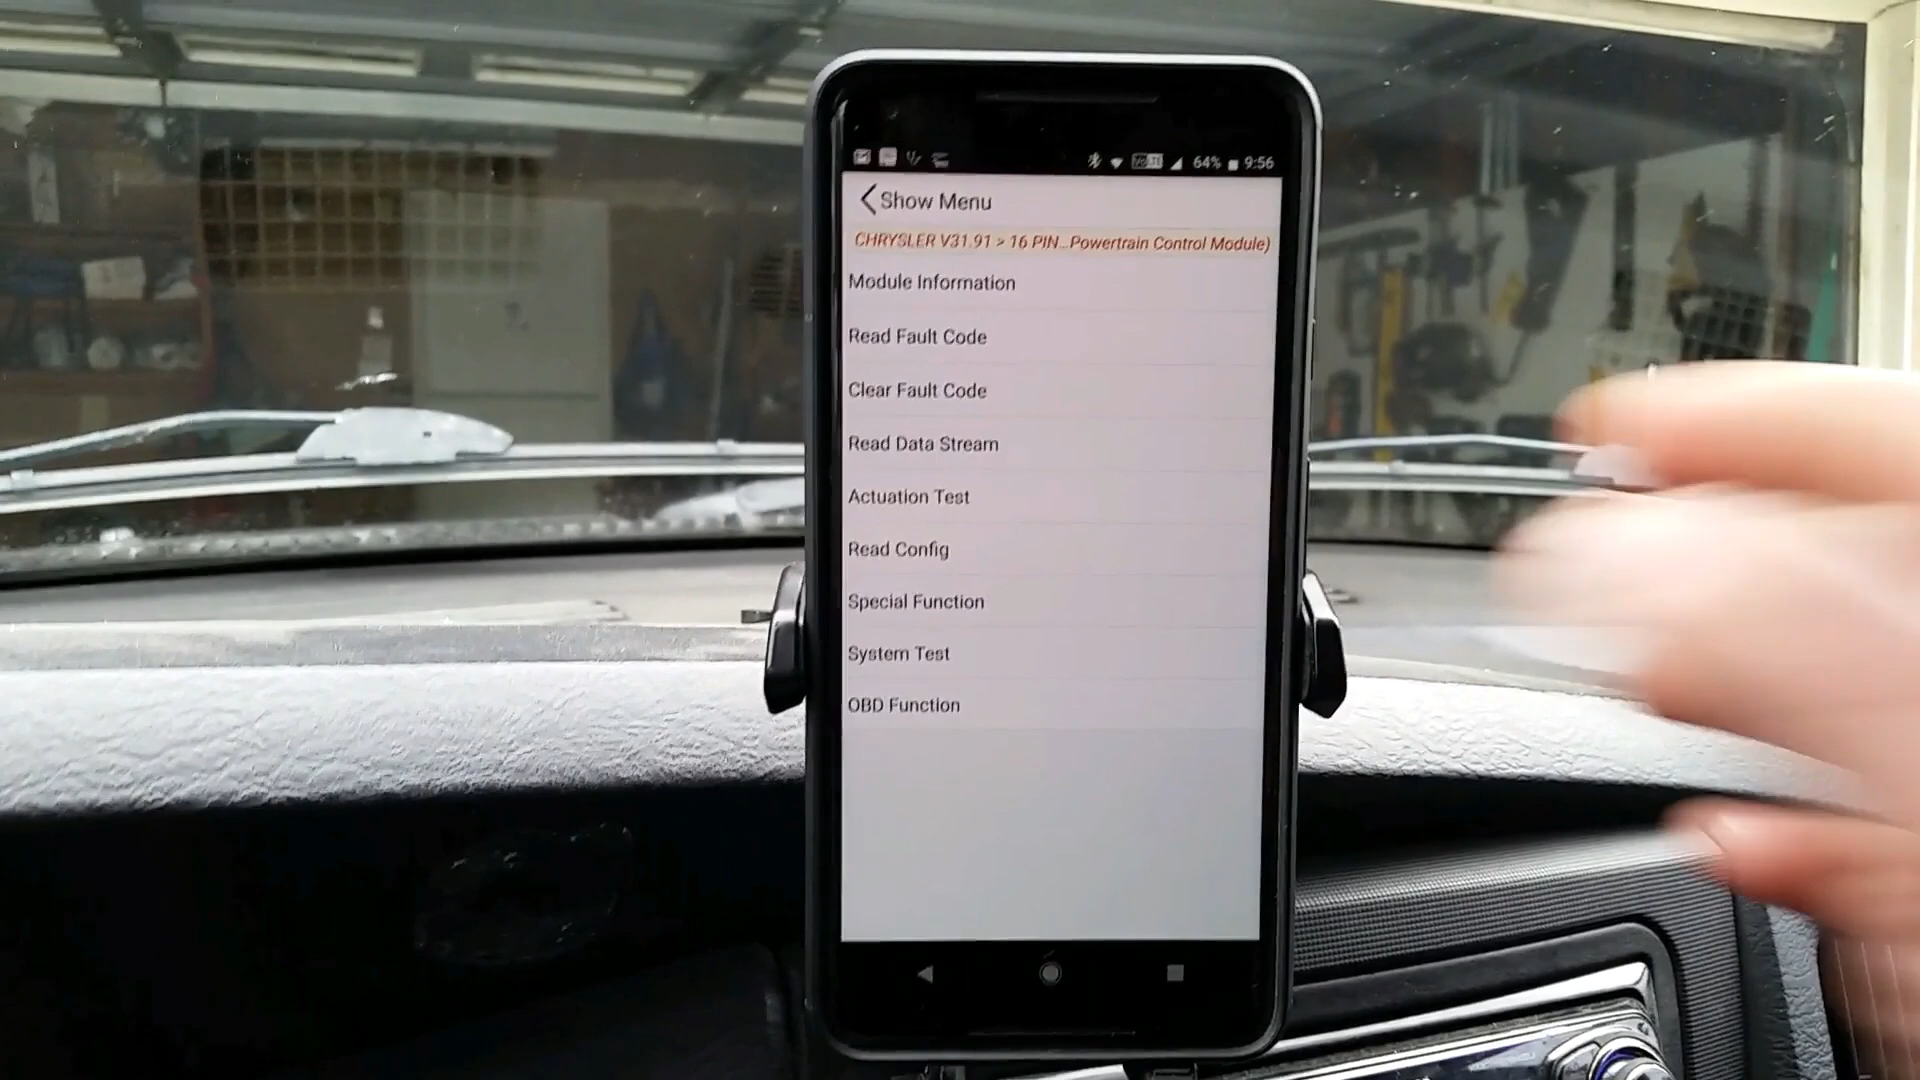 64% 9:56
Show Menu
CHRYSLER V31.91 > 16 PIN...Powertrain Control Module)
Module Information
Read Fault Code
Clear Fault Code
Read Data Stream
Actuation Test
Read Config
Special Function
System Test
OBD Function